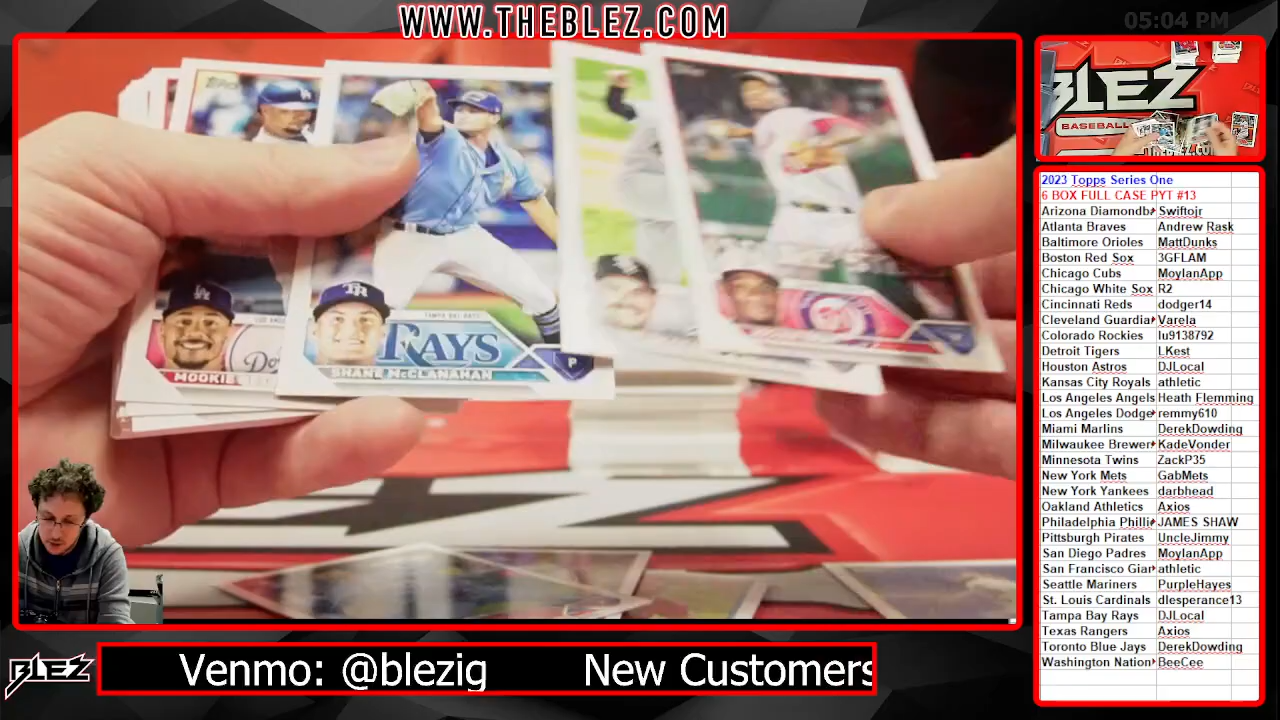 WWW.THEBLEZ.COM
05:04 PM
Topps
MOOKIE
RAYS
SHANE McCLANAHAN
P
TR
LA
BLEZ
BASEBALL
2023 Topps Series One
6 BOX FULL CASE PYT #13
Arizona Diamondba Swiftojr
Atlanta Braves Andrew Rask
Baltimore Orioles MattDunks
Boston Red Sox 3GFLAM
Chicago Cubs MoylanApp
Chicago White Sox R2
Cincinnati Reds dodger14
Cleveland Guardia Varela
Colorado Rockies lu9138792
Detroit Tigers LKest
Houston Astros DJLocal
Kansas City Royals athletic
Los Angeles Angels Heath Flemming
Los Angeles Dodge remmy610
Miami Marlins DerekDowding
Milwaukee Brewer KadeVonder
Minnesota Twins ZackP35
New York Mets GabMets
New York Yankees darbhead
Oakland Athletics Axios
Philadelphia Philli JAMES SHAW
Pittsburgh Pirates UncleJimmy
San Diego Padres MoylanApp
San Francisco Gian athletic
Seattle Mariners PurpleHayes
St. Louis Cardinals dlesperance13
Tampa Bay Rays DJLocal
Texas Rangers Axios
Toronto Blue Jays DerekDowding
Washington Nation BeeCee
BLEZ
Venmo: @blezig New Customers